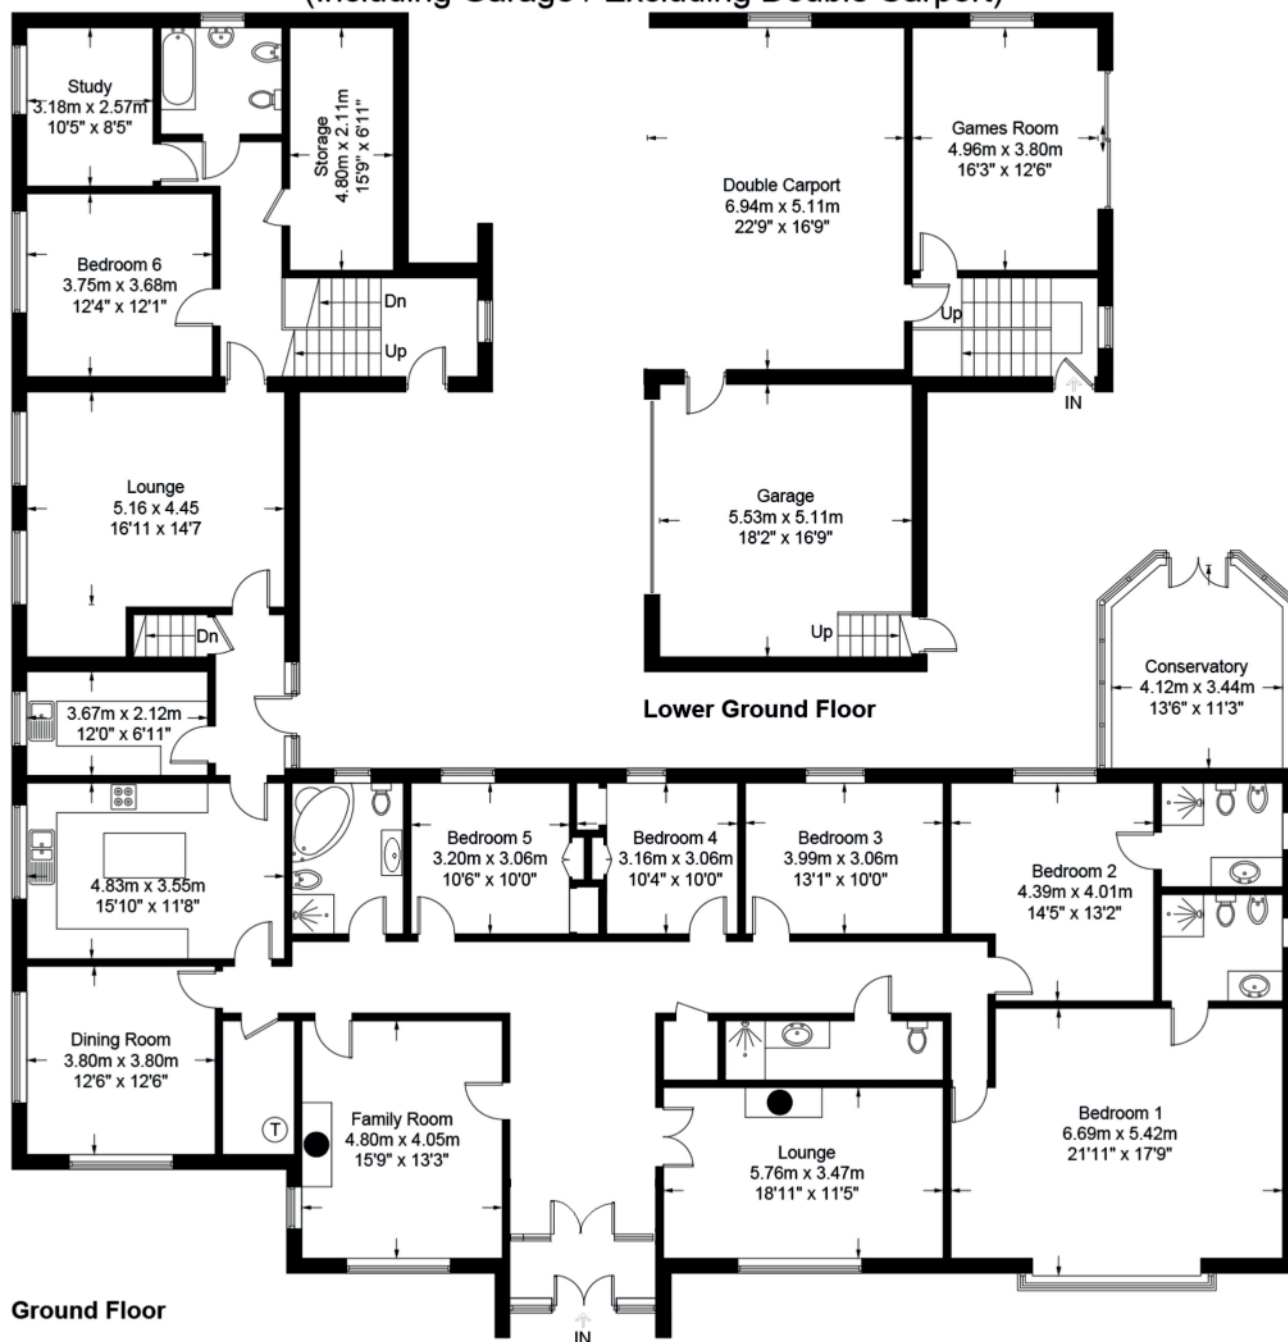 (Including Garage / Excluding Double Carport)
Study
3.18m x 2.57m
10'5" x 8'5"
Storage
4.80m x 2.11m
15'9" x 6'11"
Double Carport
6.94m x 5.11m
22'9" x 16'9"
Games Room
4.96m x 3.80m
16'3" x 12'6"
Bedroom 6
3.75m x 3.68m
12'4" x 12'1"
Dn
Up
Up
IN
Lounge
5.16 x 4.45
16'11 x 14'7
Garage
5.53m x 5.11m
18'2" x 16'9"
Up
Dn
Conservatory
4.12m x 3.44m
13'6" x 11'3"
3.67m x 2.12m
12'0" x 6'11"
Lower Ground Floor
4.83m x 3.55m
15'10" x 11'8"
Bedroom 5
3.20m x 3.06m
10'6" x 10'0"
Bedroom 4
3.16m x 3.06m
10'4" x 10'0"
Bedroom 3
3.99m x 3.06m
13'1" x 10'0"
Bedroom 2
4.39m x 4.01m
14'5" x 13'2"
Dining Room
3.80m x 3.80m
12'6" x 12'6"
T
Family Room
4.80m x 4.05m
15'9" x 13'3"
Lounge
5.76m x 3.47m
18'11" x 11'5"
Bedroom 1
6.69m x 5.42m
21'11" x 17'9"
Ground Floor
IN